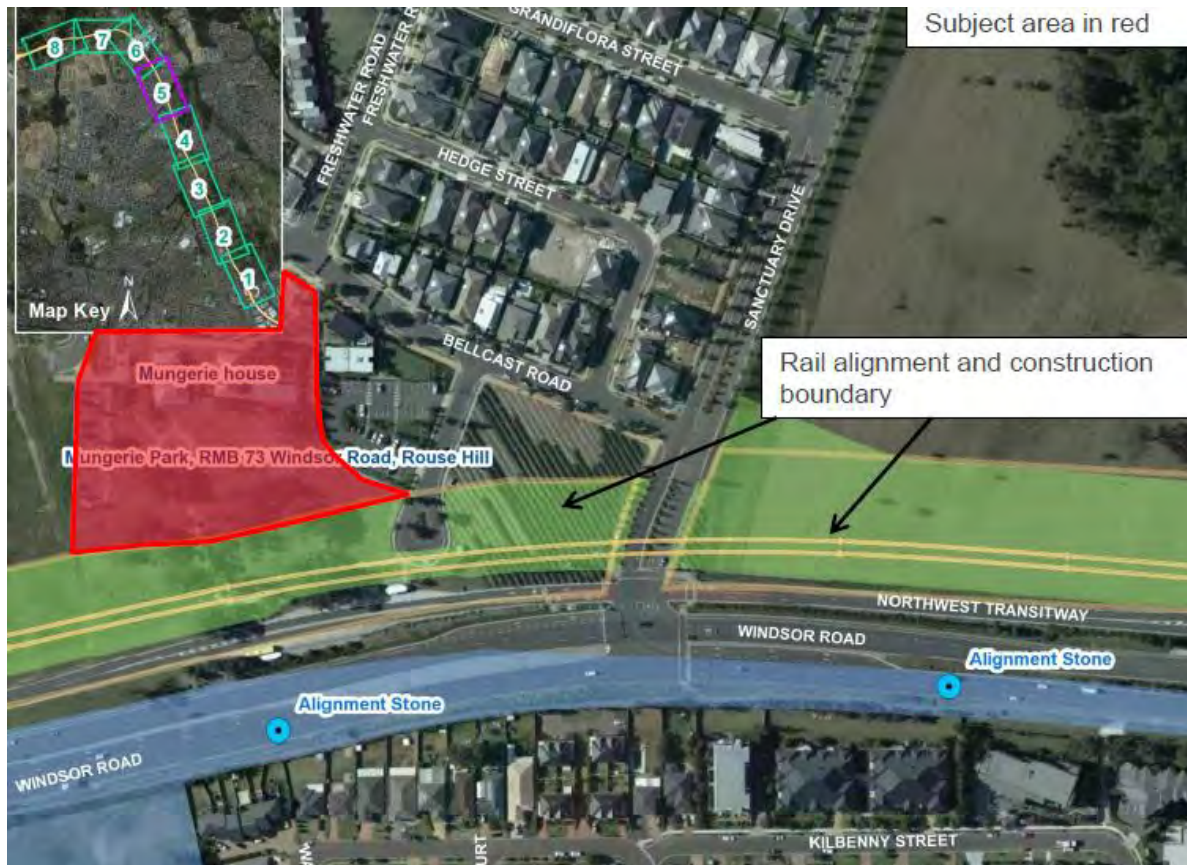 Subject area in red
8
7
6
5
4
3
2
1
N
Map Key
GRANDIFLORA STREET
FRESHWATER ROAD
FRESHWATER R
HEDGE STREET
SANCTUARY DRIVE
BELLCAST ROAD
Rail alignment and construction
boundary
Mungerie house
Mungerie Park, RMB 73 Windsor Road, Rouse Hill
NORTHWEST TRANSITWAY
WINDSOR ROAD
Alignment Stone
Alignment Stone
WINDSOR ROAD
KILBENNY STREET
URT